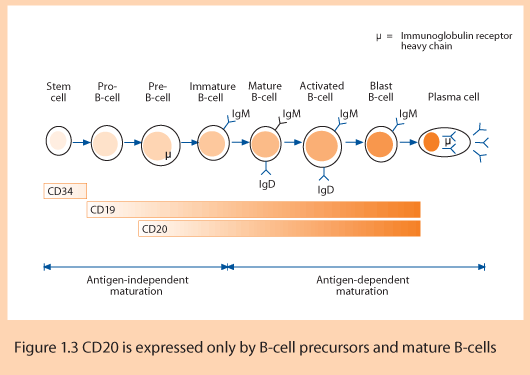 μ = Immunoglobulin receptor
heavy chain
Stem
cell
Pro-
B-cell
Pre-
B-cell
Immature
B-cell
Mature
B-cell
Activated
B-cell
Blast
B-cell
Plasma cell
IgM
IgM
IgM
IgM
μ
μ
IgD
IgD
CD34
CD19
CD20
Antigen-independent
maturation
Antigen-dependent
maturation
Figure 1.3 CD20 is expressed only by B-cell precursors and mature B-cells